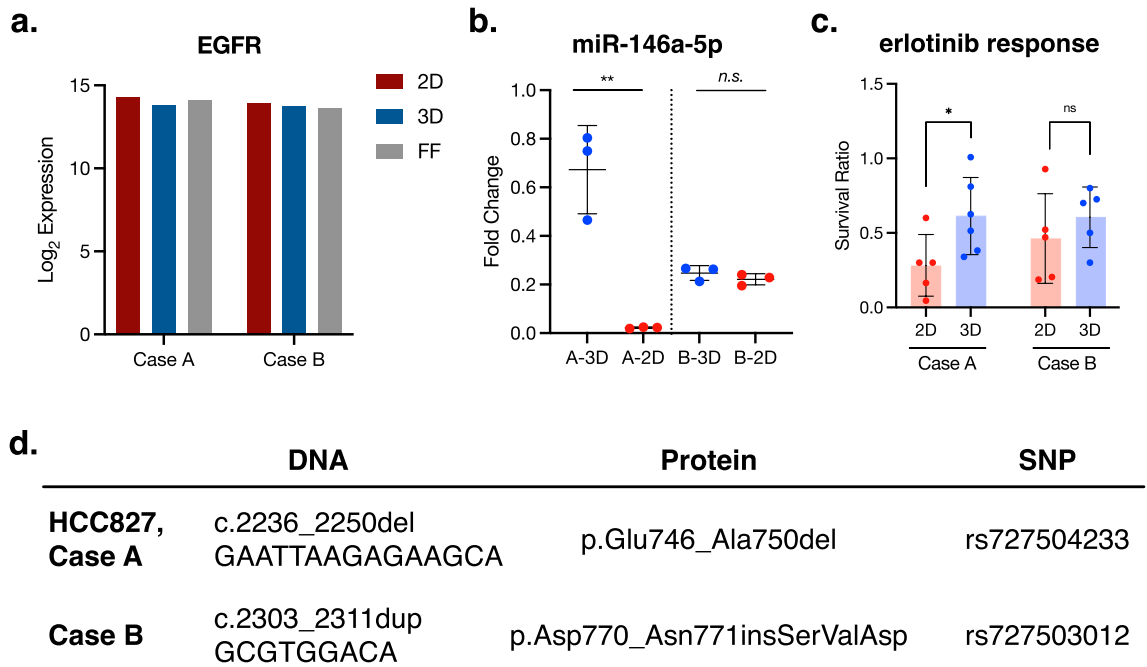 a.
EGFR
Log2 Expression
15
10
5
0
Case A
Case B
2D
3D
FF
b.
miR-146a-5p
Fold Change
**
n.s.
1.0
0.8
0.6
0.4
0.2
0.0
A-3D
A-2D
B-3D
B-2D
c.
erlotinib response
Survival Ratio
1.5
1.0
0.5
0.0
*
ns
2D
3D
2D
3D
Case A
Case B
d.
DNA
Protein
SNP
HCC827,
Case A
c.2236_2250del
GAATTAAGAGAAGCA
p.Glu746_Ala750del
rs727504233
Case B
c.2303_2311dup
GCGTGGACA
p.Asp770_Asn771insSerValAsp
rs727503012